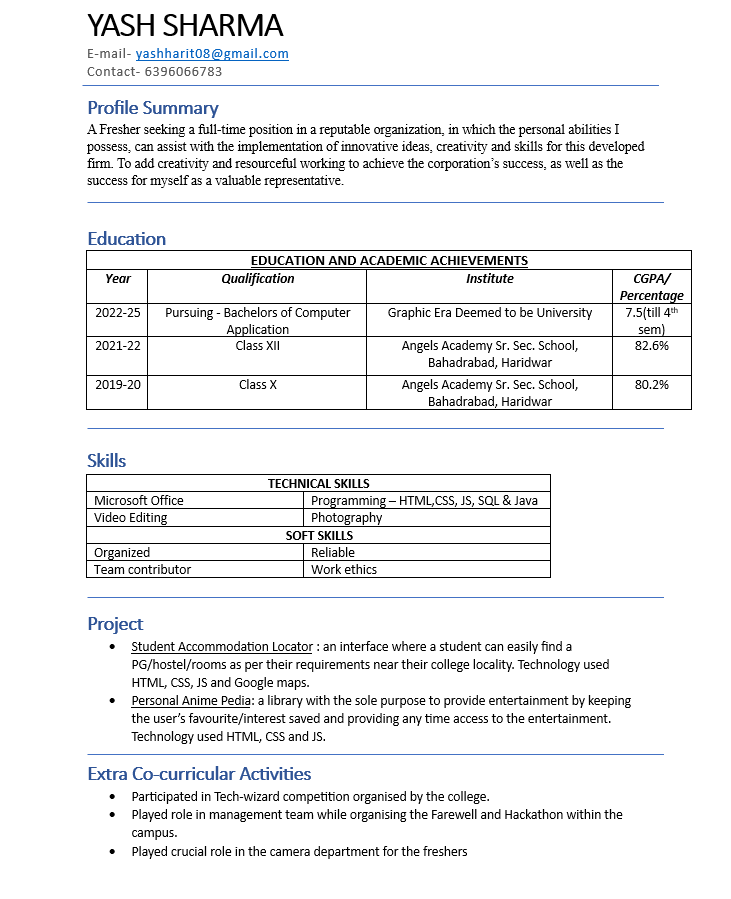 YASH SHARMA
E-mail- yashharit08@gmail.com
Contact- 6396066783
Profile Summary
A Fresher seeking a full-time position in a reputable organization, in which the personal abilities I
possess, can assist with the implementation of innovative ideas, creativity and skills for this developed
firm. To add creativity and resourceful working to achieve the corporation's success, as well as the
success for myself as a valuable representative.
Education
EDUCATION AND ACADEMIC ACHIEVEMENTS
Year Qualification Institute CGPA/
Percentage
2022-25 Pursuing - Bachelors of Computer Graphic Era Deemed to be University 7.5(till 4th
Application sem)
2021-22 Class XII Angels Academy Sr. Sec. School, 82.6%
Bahadrabad, Haridwar
2019-20 Class X Angels Academy Sr. Sec. School, 80.2%
Bahadrabad, Haridwar
Skills
TECHNICAL SKILLS
Microsoft Office Programming – HTML,CSS, JS, SQL & Java
Video Editing Photography
SOFT SKILLS
Organized Reliable
Team contributor Work ethics
Project
• Student Accommodation Locator : an interface where a student can easily find a
PG/hostel/rooms as per their requirements near their college locality. Technology used
HTML, CSS, JS and Google maps.
• Personal Anime Pedia: a library with the sole purpose to provide entertainment by keeping
the user's favourite/interest saved and providing any time access to the entertainment.
Technology used HTML, CSS and JS.
Extra Co-curricular Activities
• Participated in Tech-wizard competition organised by the college.
• Played role in management team while organising the Farewell and Hackathon within the
campus.
• Played crucial role in the camera department for the freshers